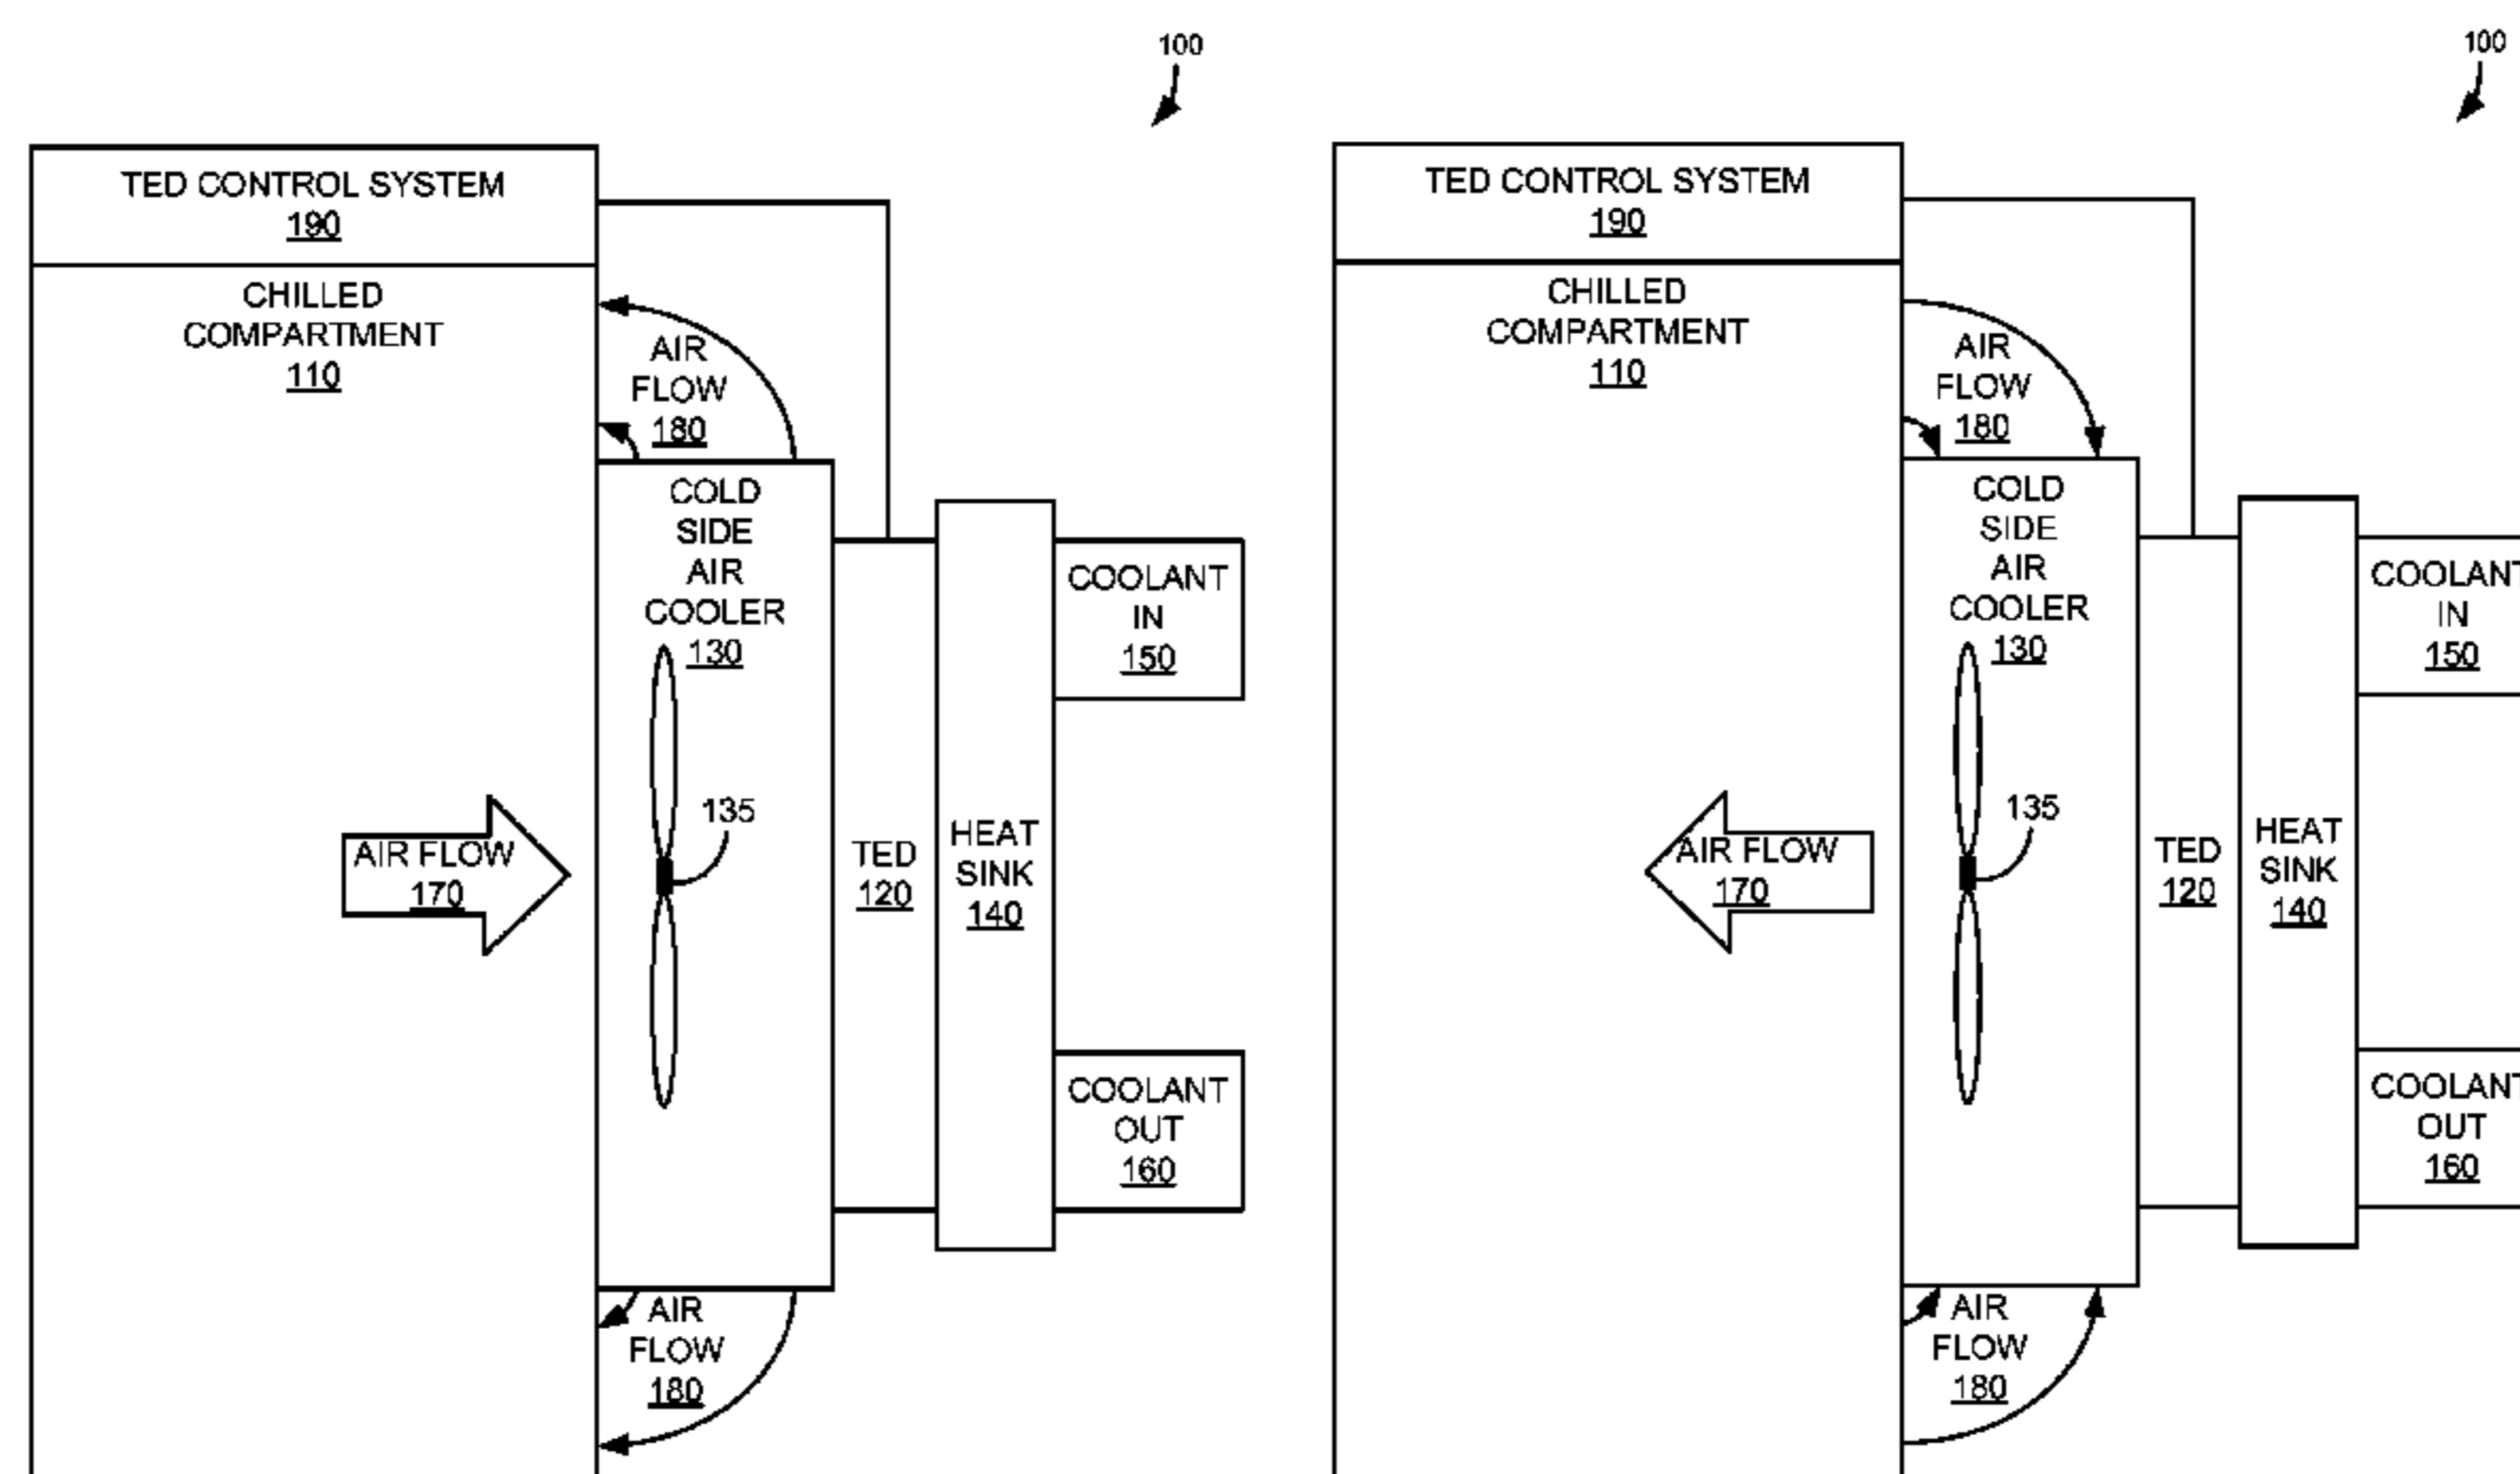 100
TED CONTROL SYSTEM
190
CHILLED
COMPARTMENT
110
AIR
FLOW
180
COLD
SIDE
AIR
COOLER
130
135
AIR FLOW
170
TED
120
HEAT
SINK
140
COOLANT
IN
150
COOLANT
OUT
160
AIR
FLOW
180
100
TED CONTROL SYSTEM
190
CHILLED
COMPARTMENT
110
AIR
FLOW
180
COLD
SIDE
AIR
COOLER
130
135
AIR FLOW
170
TED
120
HEAT
SINK
140
COOLANT
IN
150
COOLANT
OUT
160
AIR
FLOW
180